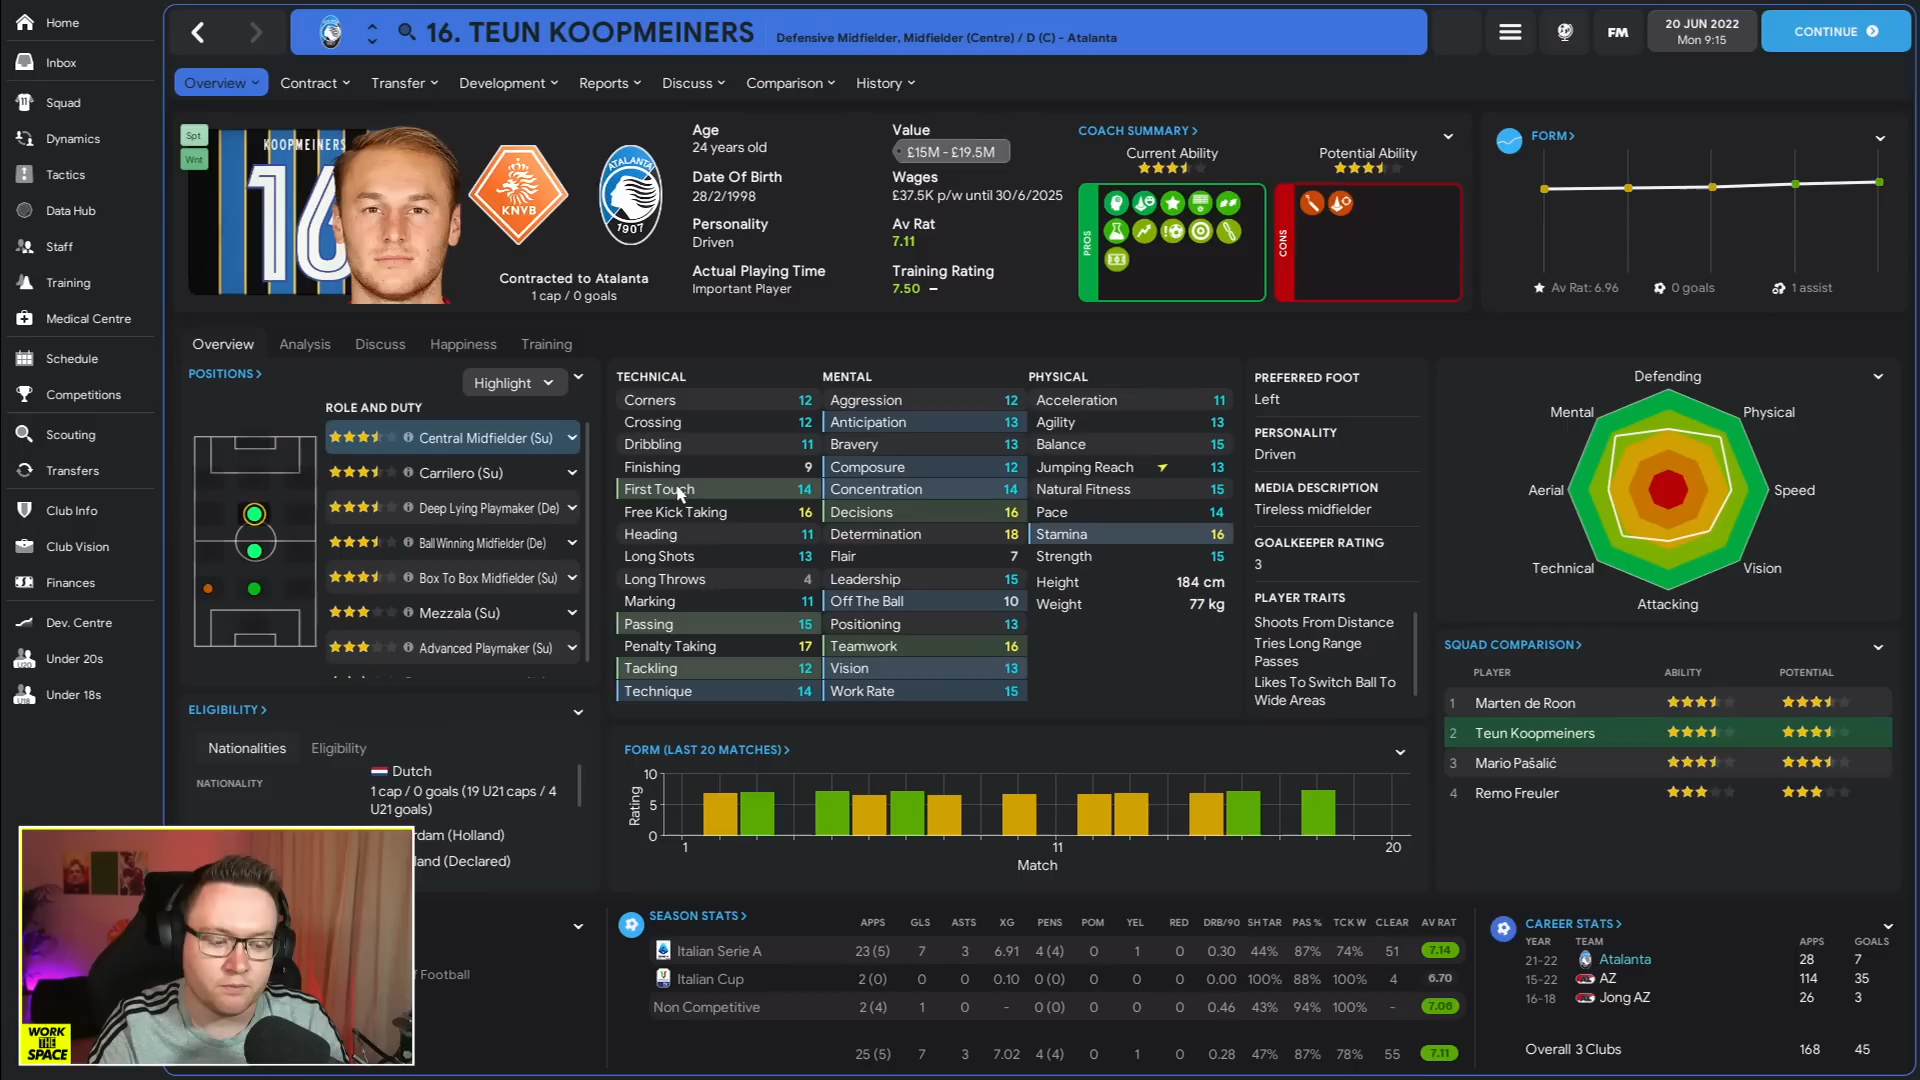 Home
Inbox
Squad
Dynamics
Tactics
Data Hub
Staff
Training
Medical Centre
Schedule
Competitions
Scouting
Transfers
Club Info
Club Vision
Finances
Dev. Centre
Under 20s
Under 18s
16. TEUN KOOPMEINERS
Defensive Midfielder, Midfielder (Centre) / D (C) - Atalanta
FM
20 JUN 2022
Mon 9:15
CONTINUE
Overview
Contract
Transfer
Development
Reports
Discuss
Comparison
History
Spt
Wnt
KOOPMEINERS
16
KNVB
ATALANTA
1907
Contracted to Atalanta
1 cap / 0 goals
Age
24 years old
Date Of Birth
28/2/1998
Personality
Driven
Actual Playing Time
Important Player
Value
£15M - £19.5M
Wages
£37.5K p/w until 30/6/2025
Av Rat
7.11
Training Rating
7.50 –
COACH SUMMARY >
Current Ability
Potential Ability
PROS
CONS
FORM >
Av Rat: 6.96
0 goals
1 assist
Overview
Analysis
Discuss
Happiness
Training
POSITIONS >
Highlight
ROLE AND DUTY
Central Midfielder (Su)
Carrilero (Su)
Deep Lying Playmaker (De)
Ball Winning Midfielder (De)
Box To Box Midfielder (Su)
Mezzala (Su)
Advanced Playmaker (Su)
ELIGIBILITY >
Nationalities
Eligibility
NATIONALITY
Dutch
1 cap / 0 goals (19 U21 caps / 4
U21 goals)
rdam (Holland)
land (Declared)
f Football
TECHNICAL
Corners 12
Crossing 12
Dribbling 11
Finishing 9
First Touch 14
Free Kick Taking 16
Heading 11
Long Shots 13
Long Throws 4
Marking 11
Passing 15
Penalty Taking 17
Tackling 12
Technique 14
MENTAL
Aggression 12
Anticipation 13
Bravery 13
Composure 12
Concentration 14
Decisions 16
Determination 18
Flair 7
Leadership 15
Off The Ball 10
Positioning 13
Teamwork 16
Vision 13
Work Rate 15
PHYSICAL
Acceleration 11
Agility 13
Balance 15
Jumping Reach 13
Natural Fitness 15
Pace 14
Stamina 16
Strength 15
Height 184 cm
Weight 77 kg
PREFERRED FOOT
Left
PERSONALITY
Driven
MEDIA DESCRIPTION
Tireless midfielder
GOALKEEPER RATING
3
PLAYER TRAITS
Shoots From Distance
Tries Long Range
Passes
Likes To Switch Ball To
Wide Areas
Defending
Mental
Physical
Aerial
Speed
Technical
Vision
Attacking
SQUAD COMPARISON >
PLAYER ABILITY POTENTIAL
1 Marten de Roon
2 Teun Koopmeiners
3 Mario Pašalić
4 Remo Freuler
FORM (LAST 20 MATCHES) >
Rating
10
5
0
1 11 20
Match
SEASON STATS >
APPS GLS ASTS XG PENS POM YEL RED DRB/90 SH TAR PAS % TCK W CLEAR AV RAT
Italian Serie A 23 (5) 7 3 6.91 4 (4) 0 1 0 0.30 44% 87% 74% 51 7.14
Italian Cup 2 (0) 0 0 0.10 0 (0) 0 0 0 0.00 100% 88% 100% 4 6.70
Non Competitive 2 (4) 1 0 - 0 (0) 0 0 0 0.46 43% 94% 100% - 7.06
25 (5) 7 3 7.02 4 (4) 0 1 0 0.28 47% 87% 78% 55 7.11
CAREER STATS >
YEAR TEAM APPS GOALS
21-22 Atalanta 28 7
15-22 AZ 114 35
16-18 Jong AZ 26 3
Overall 3 Clubs 168 45
WORK
THE
SPACE